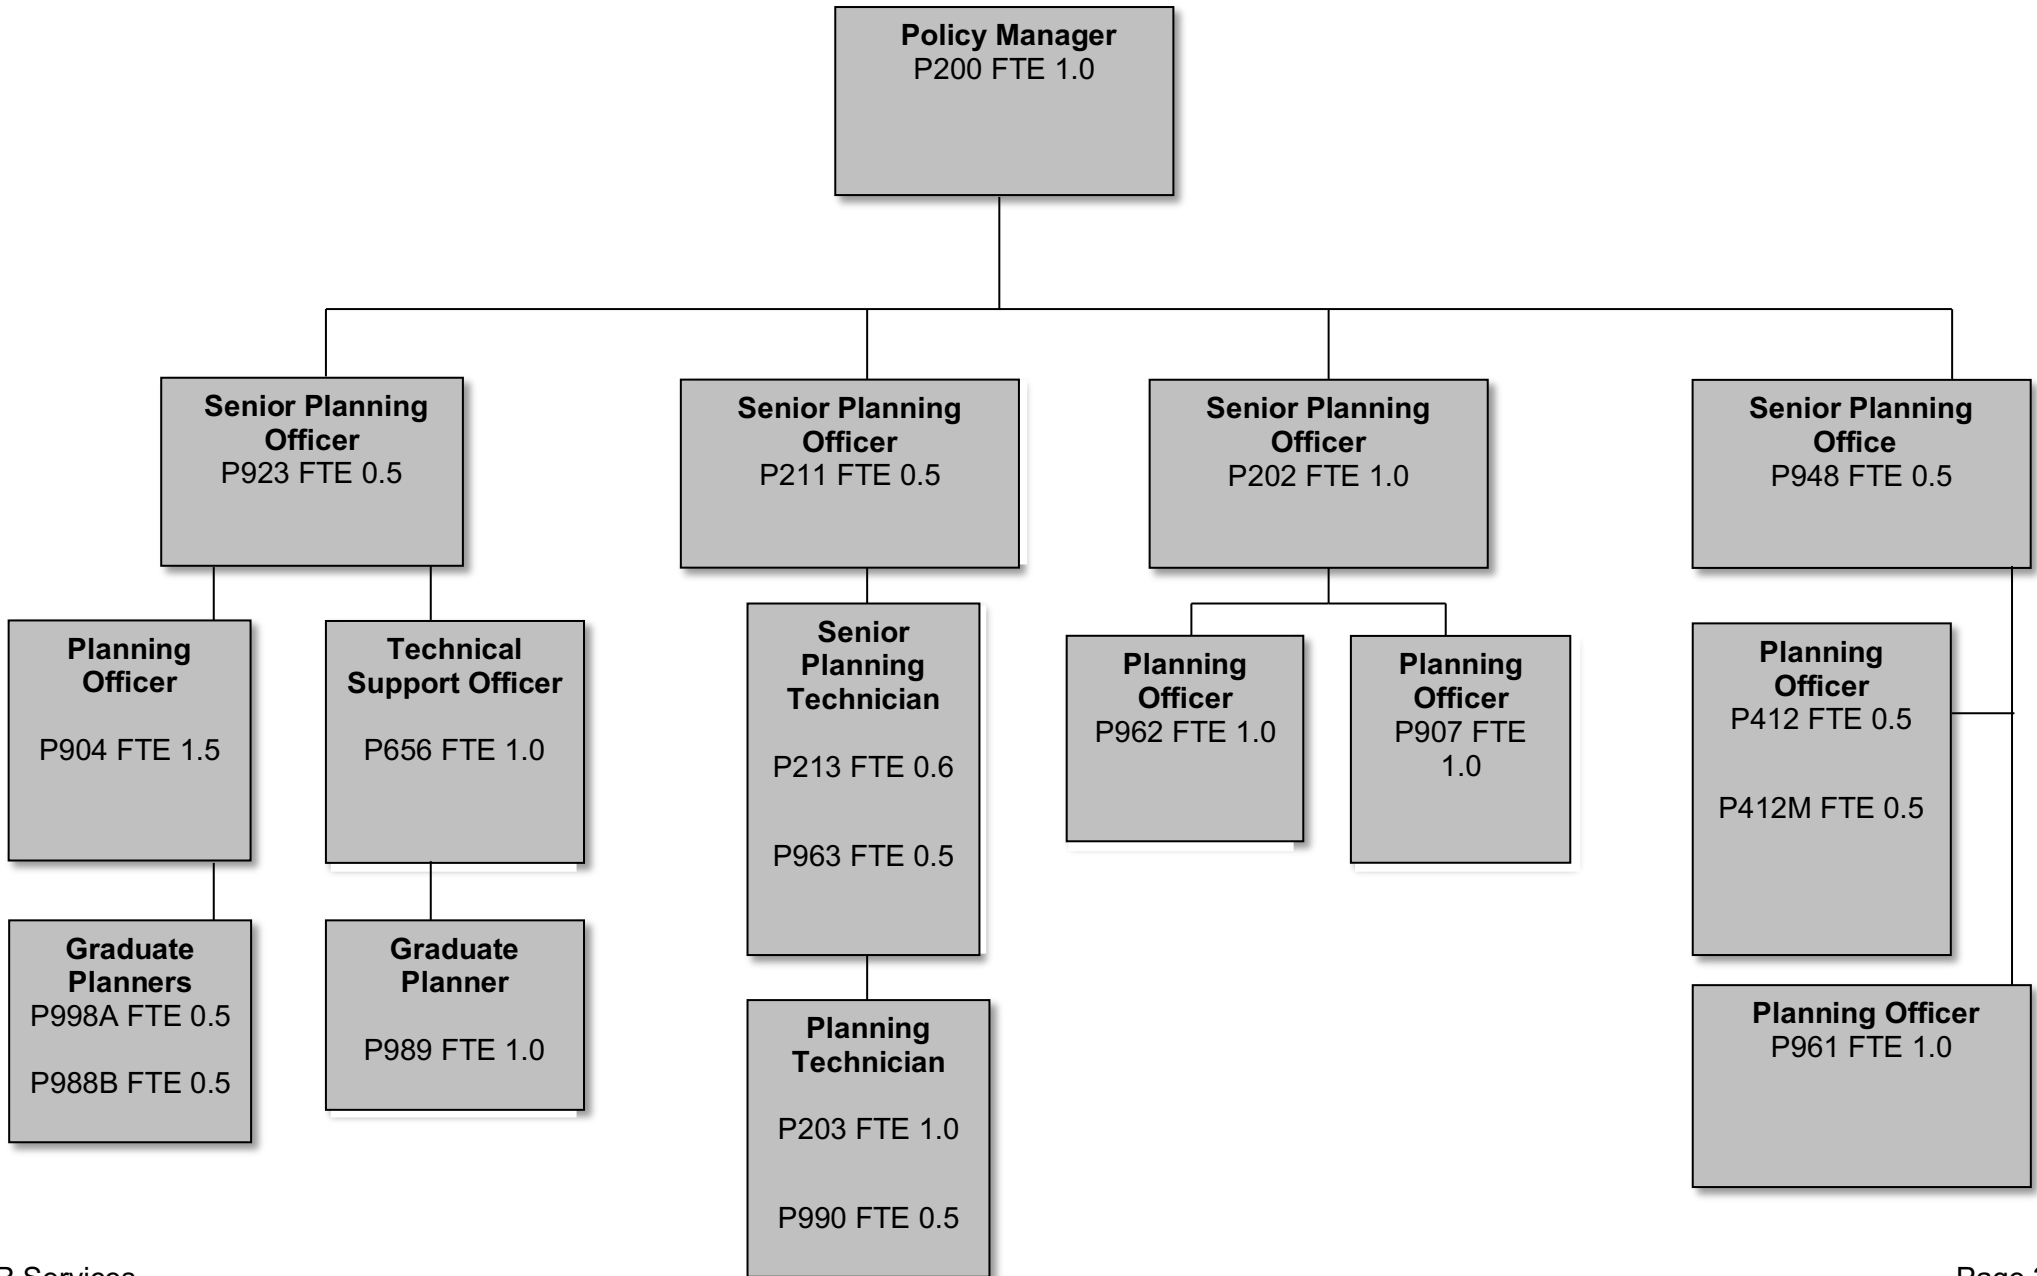 Policy Manager
P200 FTE 1.0
Senior Planning
Officer
P923 FTE 0.5
Senior Planning
Officer
P211 FTE 0.5
Senior Planning
Officer
P202 FTE 1.0
Senior Planning
Office
P948 FTE 0.5
Planning
Officer
P904 FTE 1.5
Technical
Support Officer
P656 FTE 1.0
Senior
Planning
Technician
P213 FTE 0.6
P963 FTE 0.5
Planning
Officer
P962 FTE 1.0
Planning
Officer
P907 FTE
1.0
Planning
Officer
P412 FTE 0.5
P412M FTE 0.5
Graduate
Planners
P998A FTE 0.5
P988B FTE 0.5
Graduate
Planner
P989 FTE 1.0
Planning
Technician
P203 FTE 1.0
P990 FTE 0.5
Planning Officer
P961 FTE 1.0
Services
Page